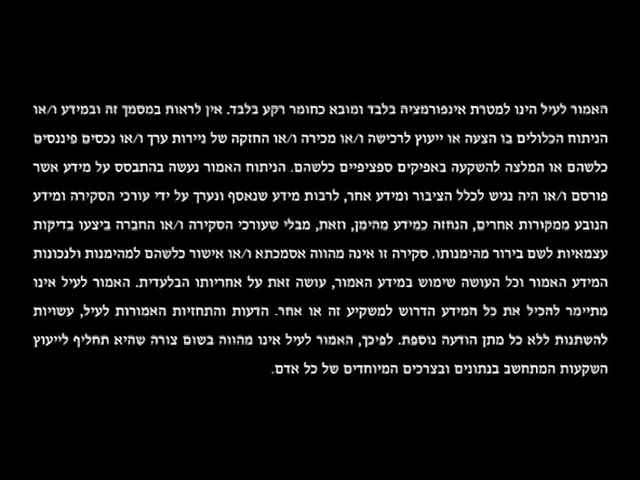 האמור לעיל הינו למטרת אינפורמציה בלבד ומובא כחומר רקע בלבד. אין לראות במסמך זה ובמידע ו/או
הניתוח הכלולים בו הצעה או ייעוץ לרכישה ו/או מכירה ו/או החזקה של ניירות ערך ו/או נכסים פיננסים
כלשהם או המלצה להשקעה באפיקים ספציפיים כלשהם. הניתוח האמור נעשה בהתבסס על מידע אשר
פורסם ו/או היה נגיש לכלל הציבור ומידע אחר, לרבות מידע שנאסף ונערך על ידי עורכי הסקירה ומידע
הנובע ממקורות אחרים, הנחזה כמידע מהימן, וזאת, מבלי שעורכי הסקירה ו/או החברה ביצעו בדיקות
עצמאיות לשם בירור מהימנותו. סקירה זו אינה מהווה אסמכתא ו/או אישור כלשהם למהימנות ולנכונות
המידע האמור וכל העושה שימוש במידע האמור, עושה זאת על אחריותו הבלעדית. האמור לעיל אינו
מתיימר להכיל את כל המידע הדרוש למשקיע זה או אחר. הדעות והתחזיות האמורות לעיל, עשויות
להשתנות ללא כל מתן הודעה נוספת. לפיכך, האמור לעיל אינו מהווה בשום צורה שהיא תחליף לייעוץ
השקעות המתחשב בנתונים ובצרכים המיוחדים של כל אדם.